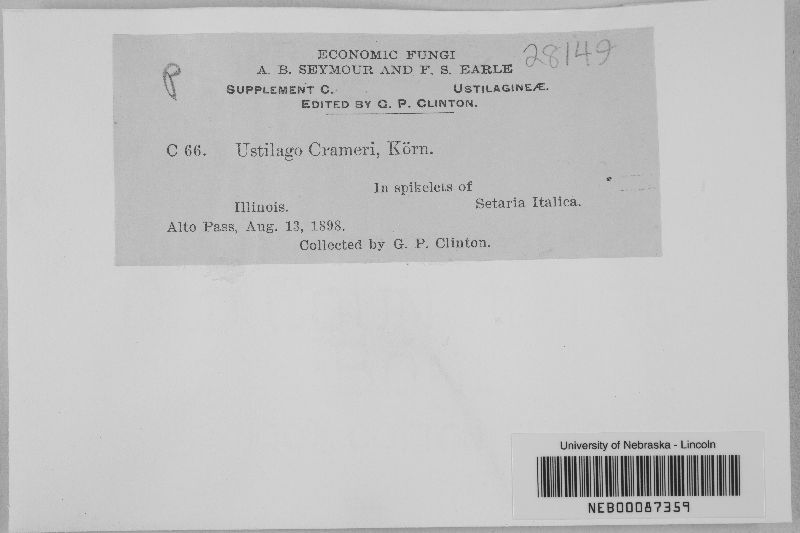 28149
P
ECONOMIC FUNGI
A. B. SEYMOUR AND F. S. EARLE
SUPPLEMENT C. USTILAGINEÆ.
EDITED BY G. P. CLINTON.
C 66. Ustilago Crameri, Körn.
In spikelets of
Illinois. Setaria Italica.
Alto Pass, Aug. 13, 1898.
Collected by G. P. Clinton.
University of Nebraska - Lincoln
NEB00087359